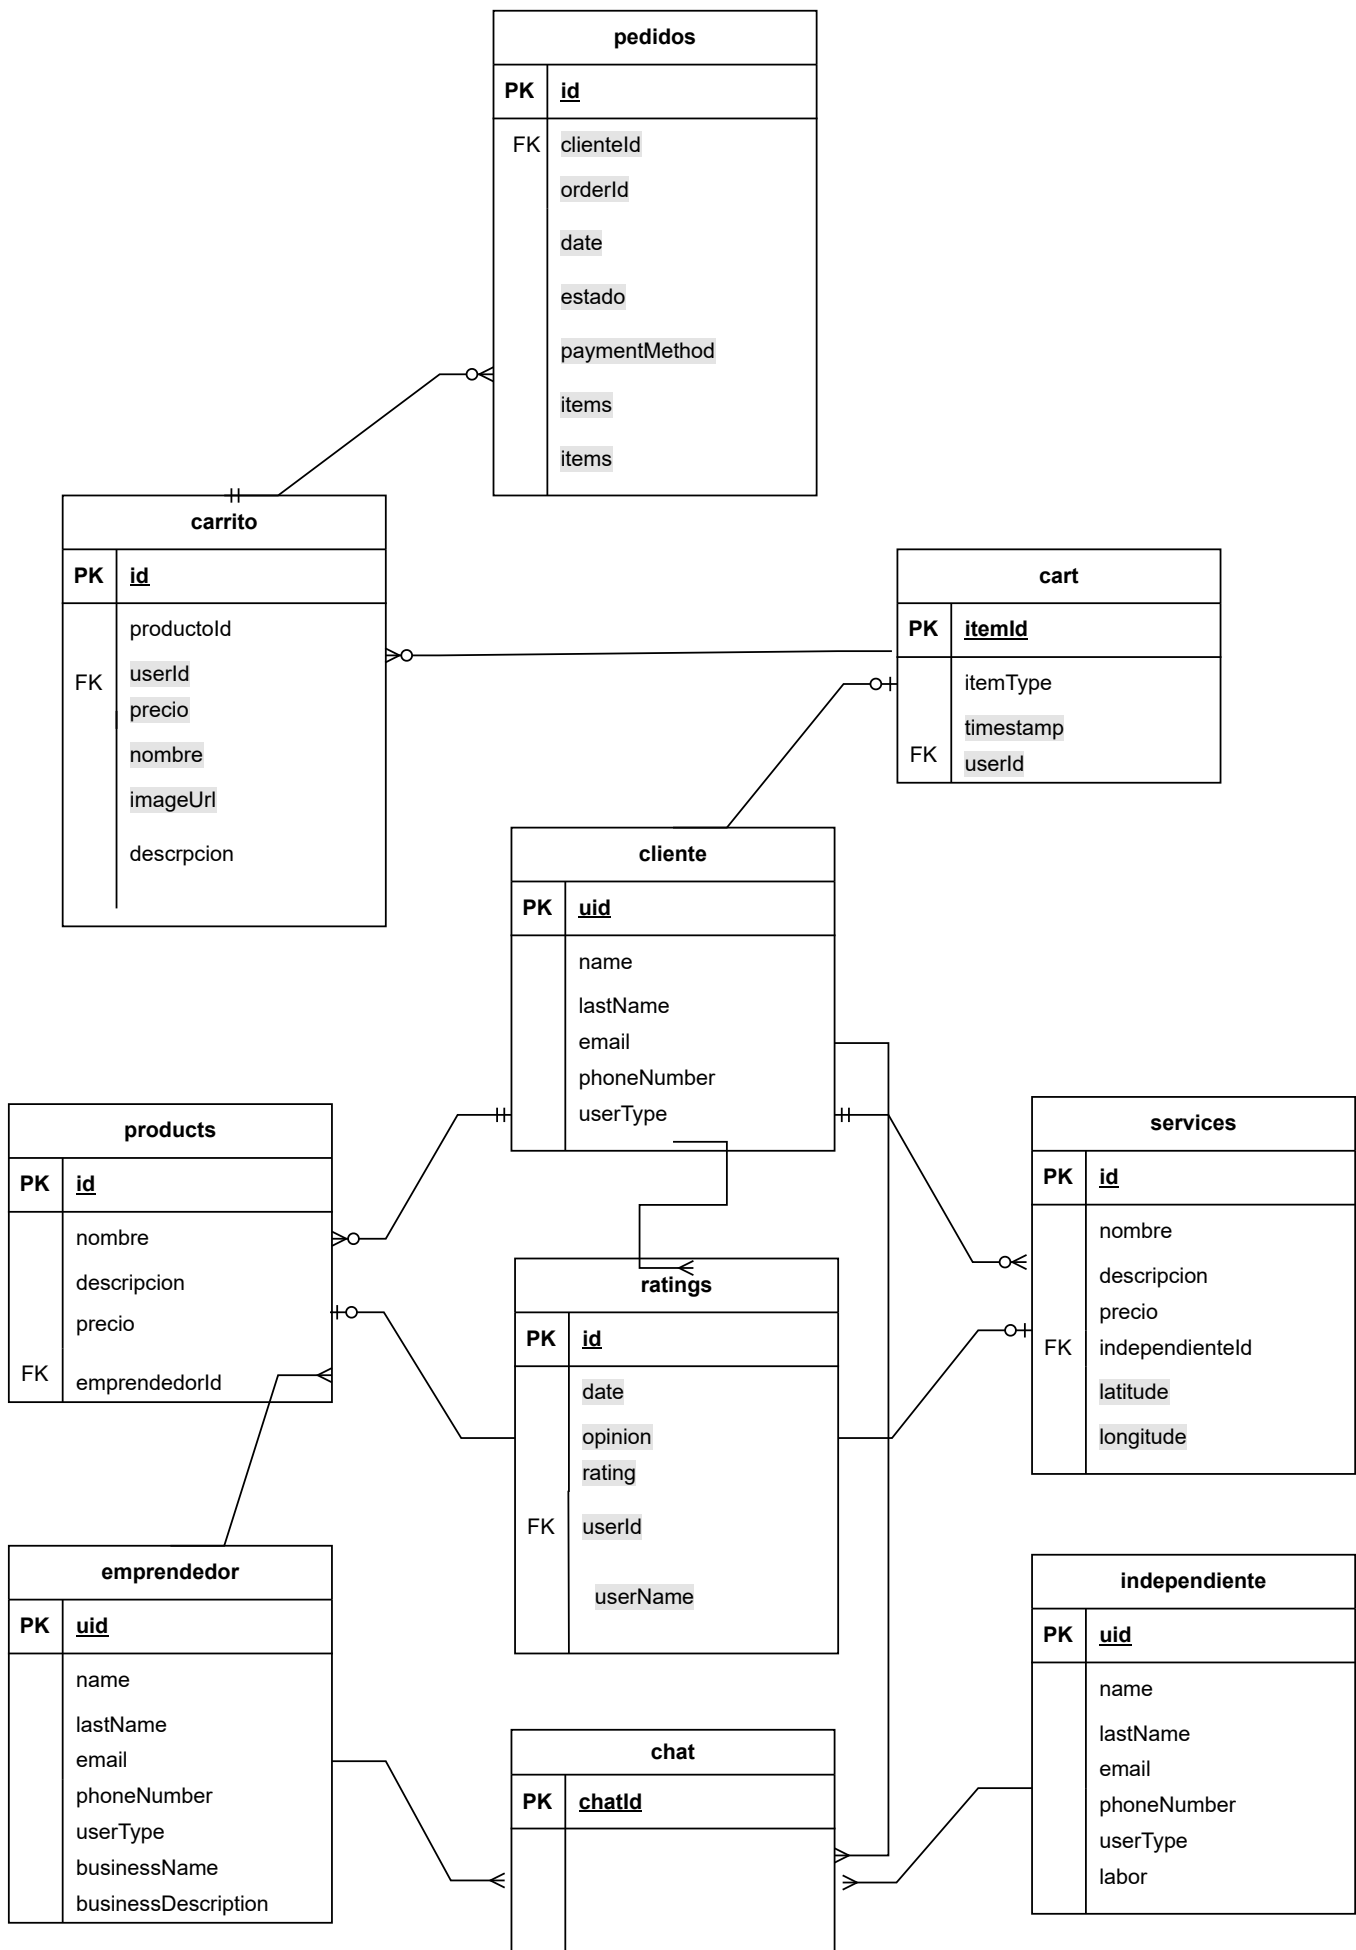 pedidos
PK id
FK clienteId
orderId
date
estado
paymentMethod
items
items
carrito
PK id
productoId
FK userId
precio
nombre
imageUrl
descrpcion
cart
PK itemId
itemType
timestamp
FK userId
cliente
PK uid
name
lastName
email
phoneNumber
userType
products
PK id
nombre
descripcion
precio
FK emprendedorId
services
PK id
nombre
descripcion
precio
FK independienteId
latitude
longitude
ratings
PK id
date
opinion
rating
FK userId
userName
emprendedor
PK uid
name
lastName
email
phoneNumber
userType
businessName
businessDescription
independiente
PK uid
name
lastName
email
phoneNumber
userType
labor
chat
PK chatId